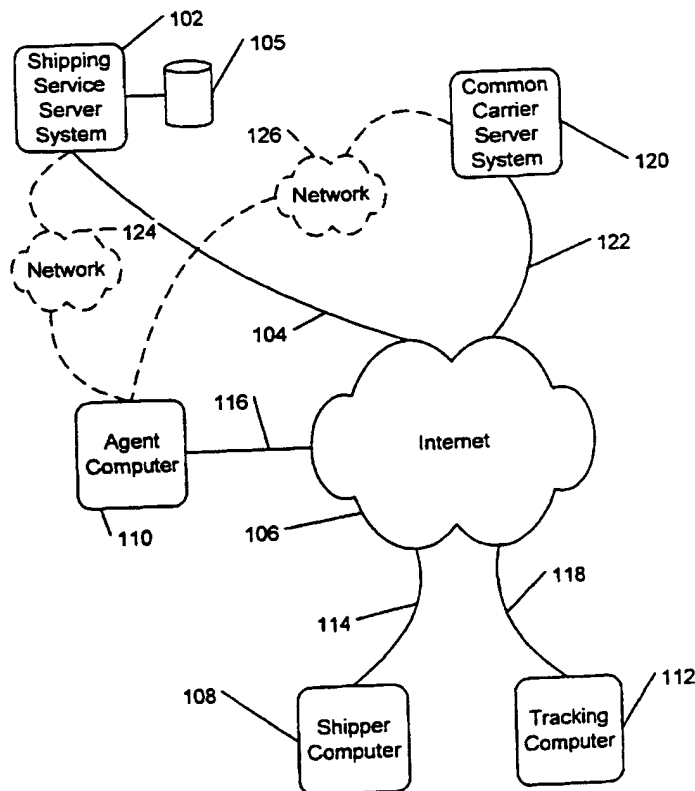 102
105
Shipping
Service
Server
System
126
Common
Carrier
Server
System
120
Network
124
Network
122
104
116
Agent
Computer
Internet
110
106
118
114
108
112
Shipper
Computer
Tracking
Computer